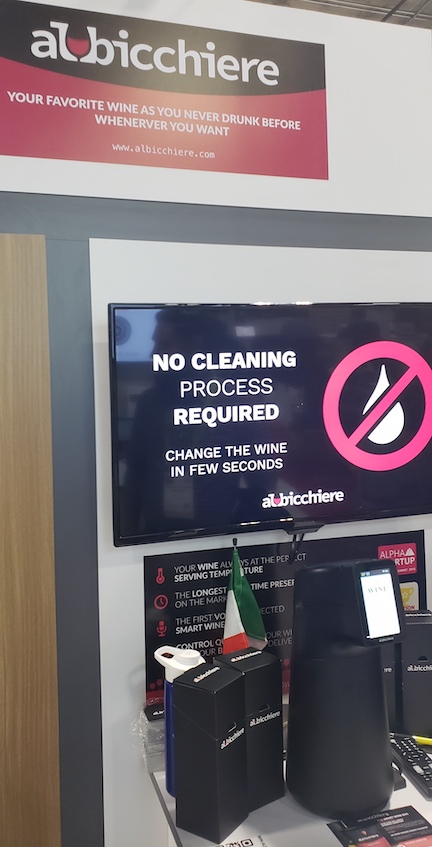 albicchiere
YOUR FAVORITE WINE AS YOU NEVER DRUNK BEFORE
WHENERVER YOU WANT
www.albicchiere.com
NO CLEANING
PROCESS
REQUIRED
CHANGE THE WINE
IN FEW SECONDS
albicchiere
YOUR WINE ALWAYS AT THE PERFECT
SERVING TEMPERATURE
THE LONGEST TIME
ON THE MAR
THE FIRST
SMART WINE
CONTROL
ALPHA
WINE
albicchiere
albicchiere